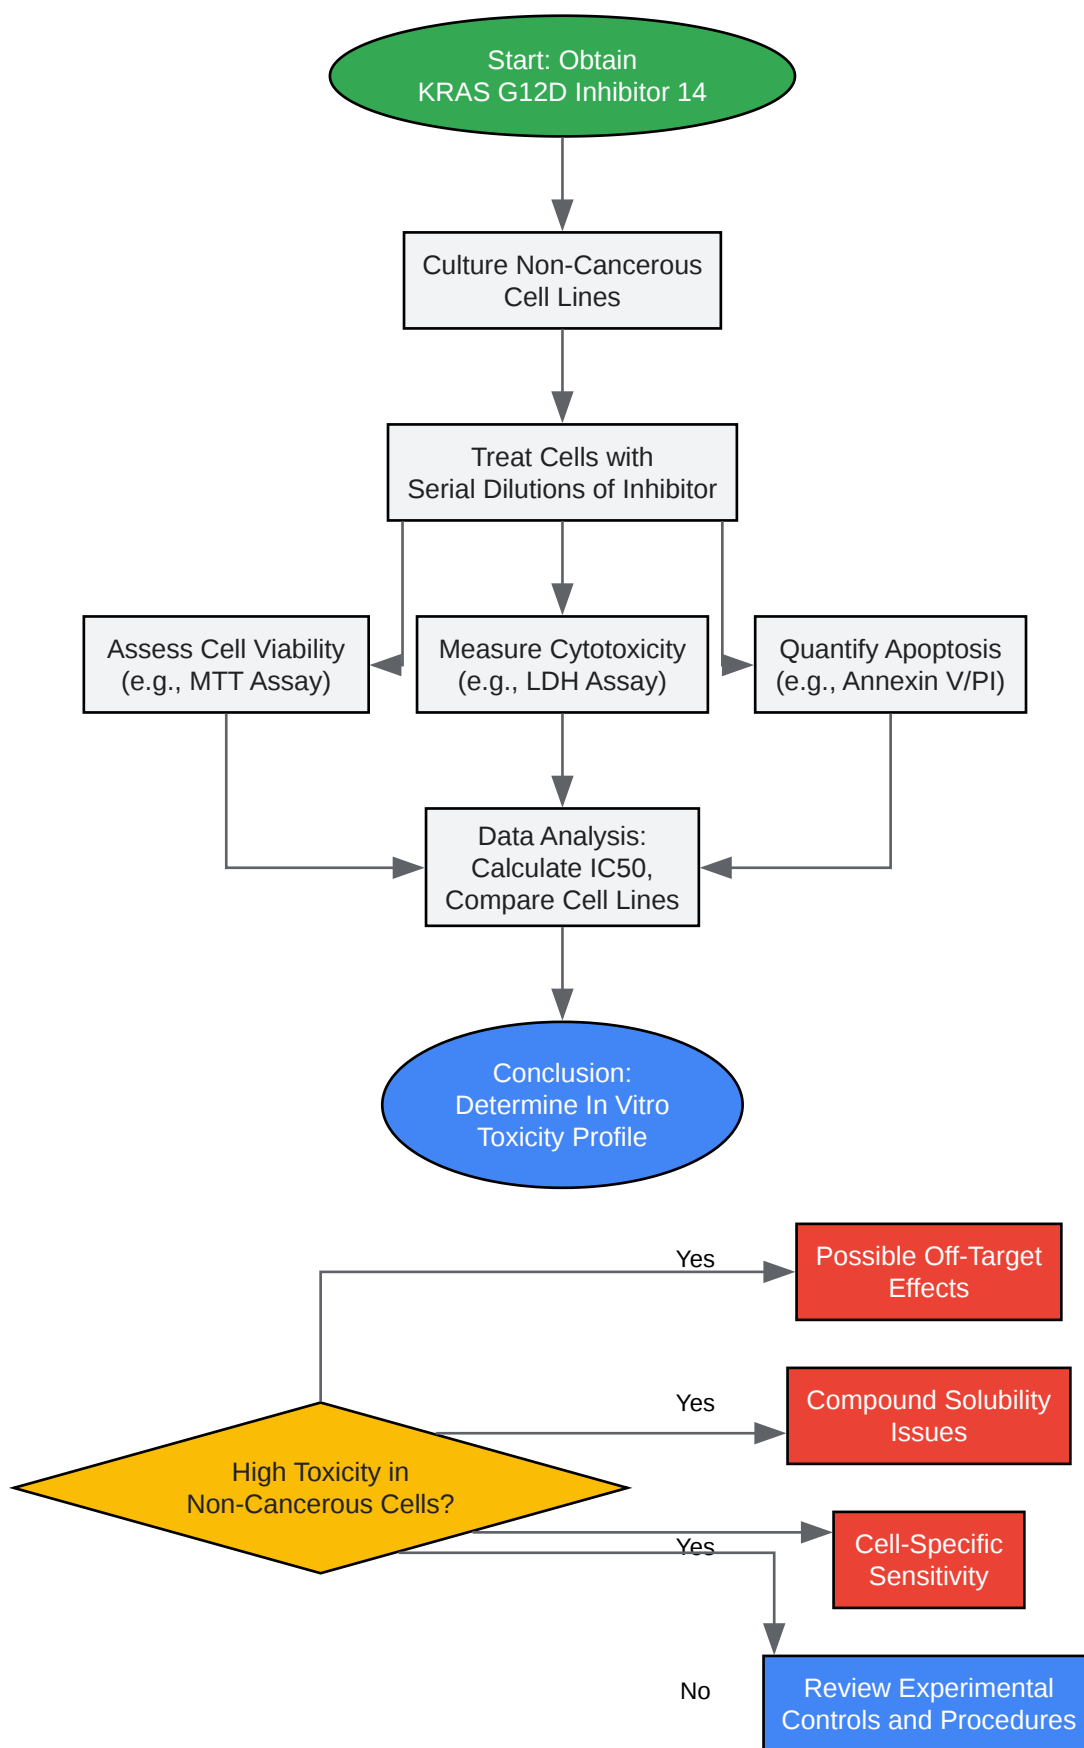 Start: Obtain
KRAS G12D Inhibitor 14
Culture Non-Cancerous
Cell Lines
Treat Cells with
Serial Dilutions of Inhibitor
Assess Cell Viability
(e.g., MTT Assay)
Measure Cytotoxicity
(e.g., LDH Assay)
Quantify Apoptosis
(e.g., Annexin V/PI)
Data Analysis:
Calculate IC50,
Compare Cell Lines
Conclusion:
Determine In Vitro
Toxicity Profile
High Toxicity in
Non-Cancerous Cells?
Yes
Possible Off-Target
Effects
Yes
Compound Solubility
Issues
Yes
Cell-Specific
Sensitivity
No
Review Experimental
Controls and Procedures